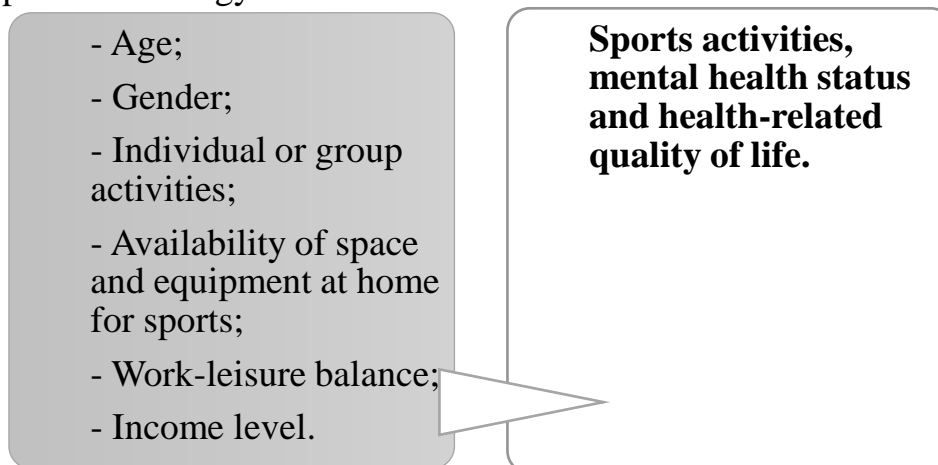 - Age;
- Gender;
- Individual or group
activities;
- Availability of space
and equipment at home
for sports;
- Work-leisure balance;
- Income level.
Sports activities,
mental health status
and health-related
quality of life.